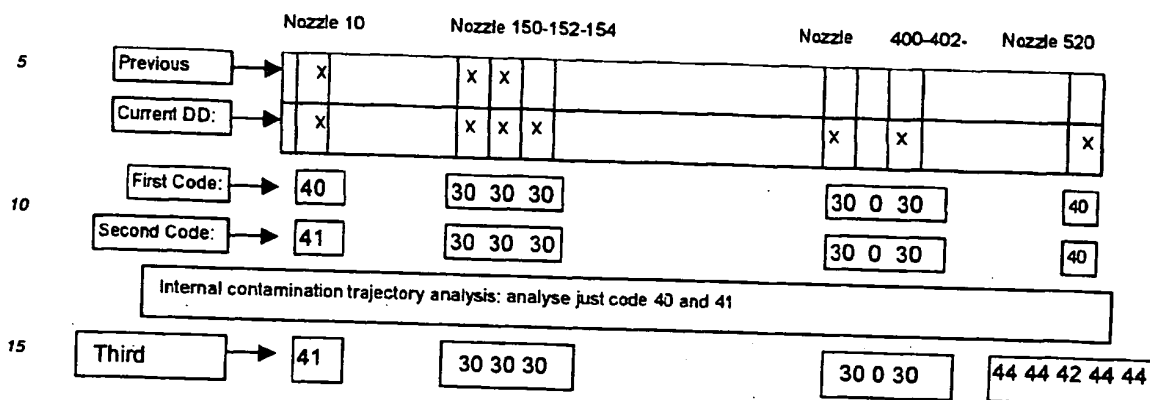 Nozzle 10 Nozzle 150-152-154 Nozzle 400-402- Nozzle 520
5 Previous x x x
Current DD: x x x x x x x
First Code: 40 30 30 30 30 0 30 40
10
Second Code: 41 30 30 30 30 0 30 40
Internal contamination trajectory analysis: analyse just code 40 and 41
15 Third 41 30 30 30 30 0 30 44 44 42 44 44